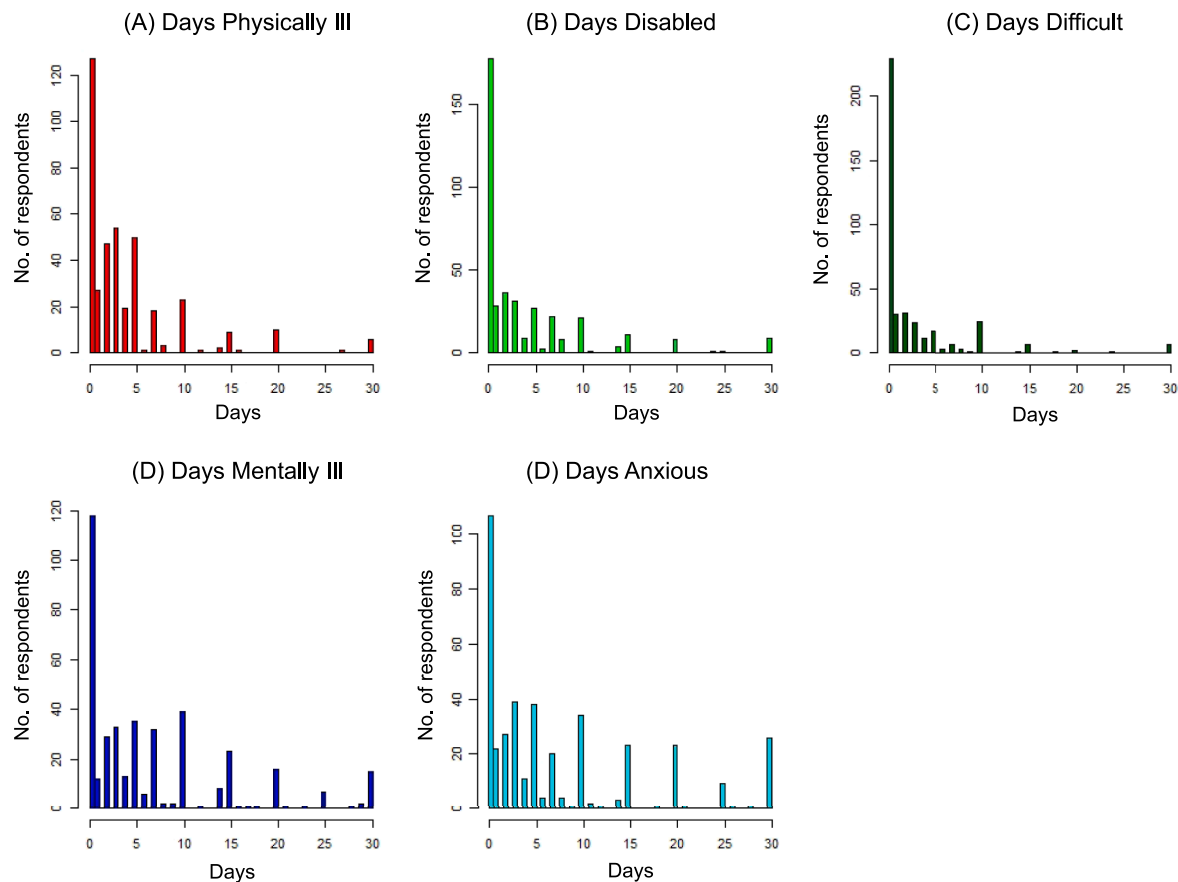 (A) Days Physically Ill
(B) Days Disabled
(C) Days Difficult
No. of respondents
0 20 40 60 80 100 120
0 5 10 15 20 25 30
Days
No. of respondents
0 50 100 150
0 5 10 15 20 25 30
Days
No. of respondents
0 50 100 150 200
0 5 10 15 20 25 30
Days
(D) Days Mentally Ill
(D) Days Anxious
No. of respondents
0 20 40 60 80 100 120
0 5 10 15 20 25 30
Days
No. of respondents
0 20 40 60 80 100
0 5 10 15 20 25 30
Days